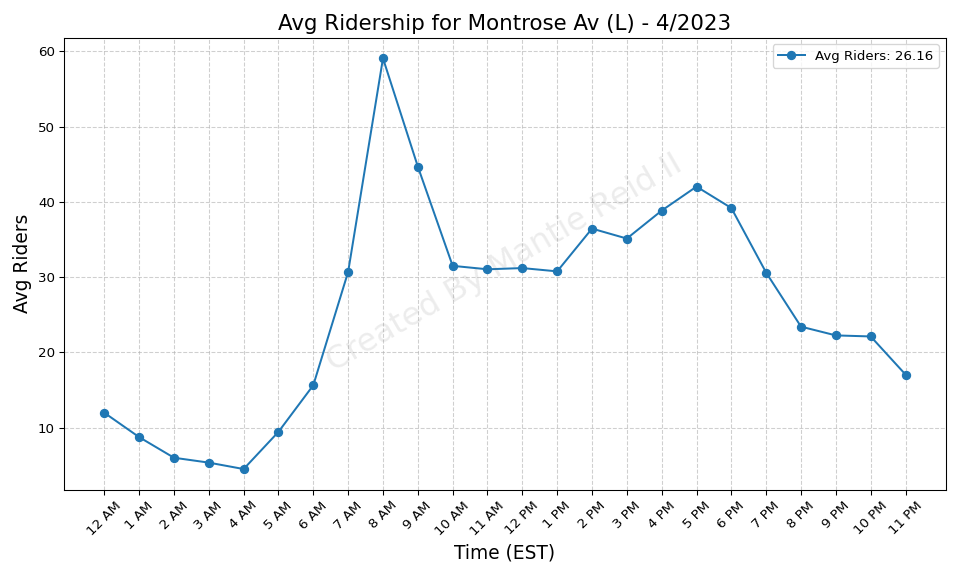 Avg Ridership for Montrose Av (L) - 4/2023
Avg Riders: 26.16
Avg Riders
60
50
40
30
20
10
Created By Mantie Reid II
12 AM
1 AM
2 AM
3 AM
4 AM
5 AM
6 AM
7 AM
8 AM
9 AM
10 AM
11 AM
12 PM
1 PM
2 PM
3 PM
4 PM
5 PM
6 PM
7 PM
8 PM
9 PM
10 PM
11 PM
Time (EST)